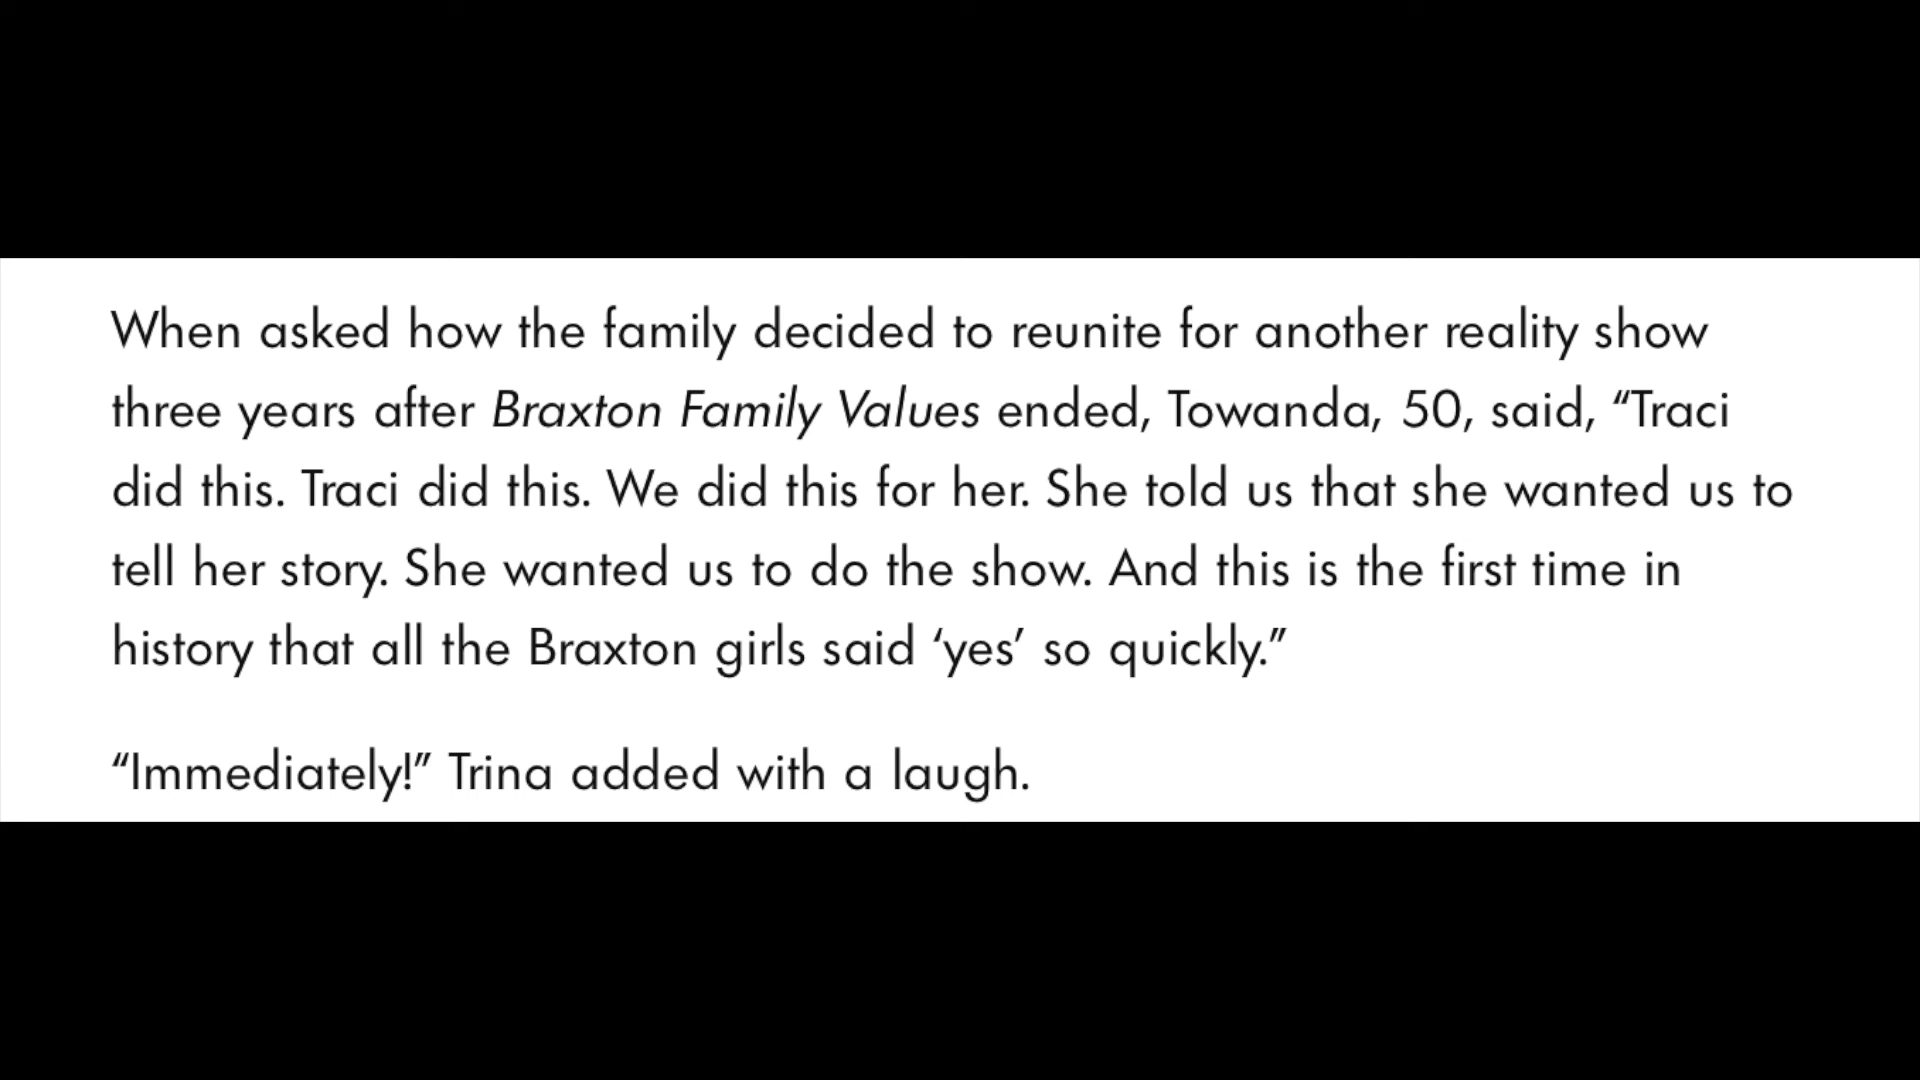 When asked how the family decided to reunite for another reality show
three years after Braxton Family Values ended, Towanda, 50, said, “Traci
did this. Traci did this. We did this for her. She told us that she wanted us to
tell her story. She wanted us to do the show. And this is the first time in
history that all the Braxton girls said ‘yes’ so quickly.”
“Immediately!” Trina added with a laugh.